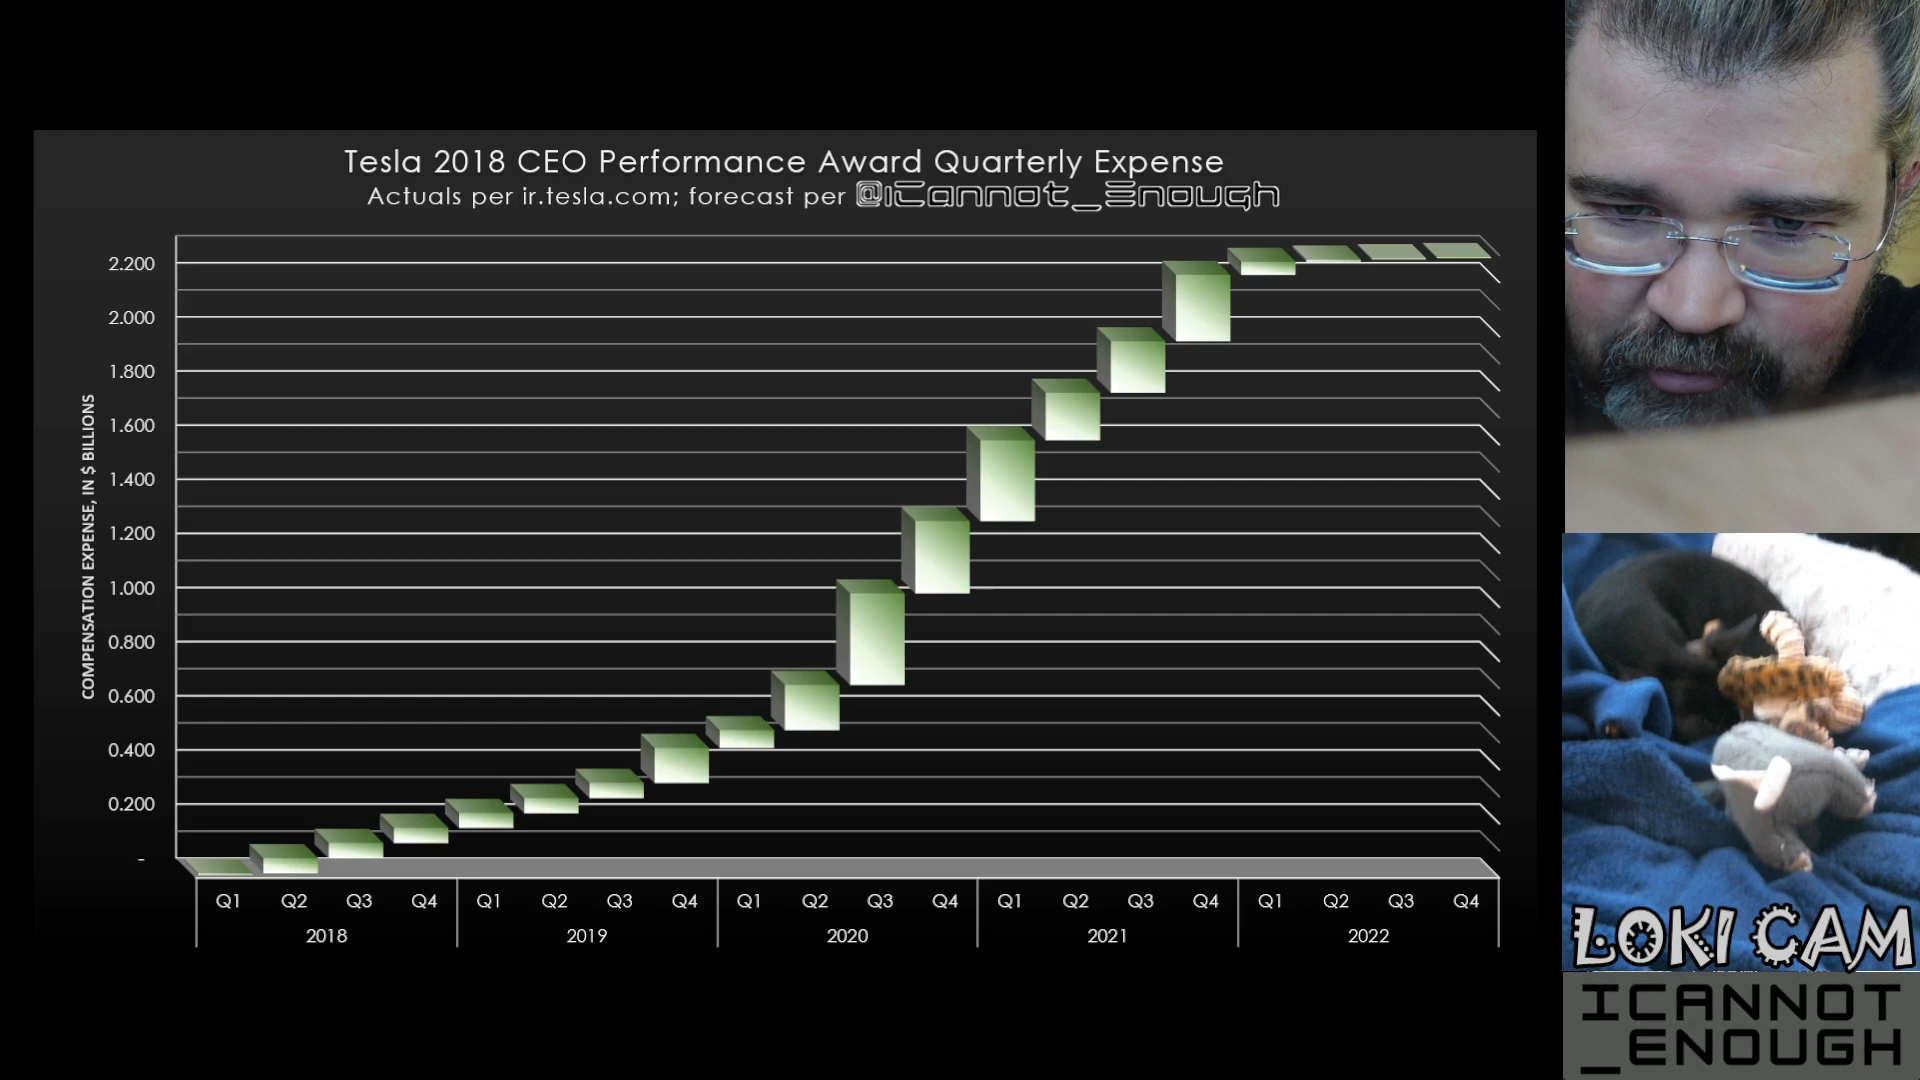 Tesla 2018 CEO Performance Award Quarterly Expense
Actuals per ir.tesla.com; forecast per @iCannot_Enough
COMPENSATION EXPENSE, IN $ BILLIONS
2.200
2.000
1.800
1.600
1.400
1.200
1.000
0.800
0.600
0.400
0.200
-
Q1 Q2 Q3 Q4 Q1 Q2 Q3 Q4 Q1 Q2 Q3 Q4 Q1 Q2 Q3 Q4 Q1 Q2 Q3 Q4
2018 2019 2020 2021 2022
LOKI CAM
ICANNOT
_ENOUGH